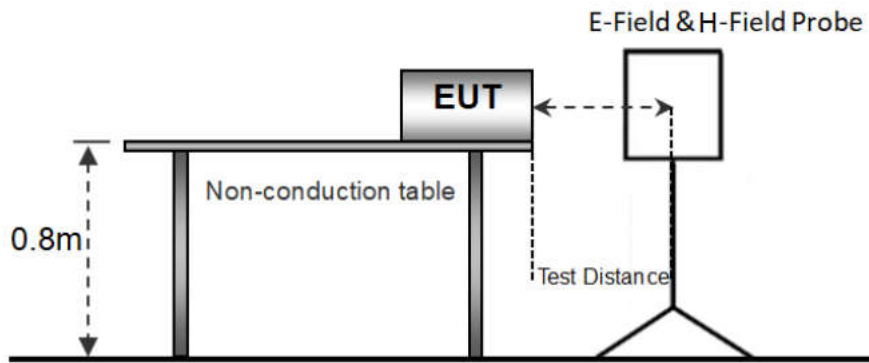 E-Field & H-Field Probe
EUT
Non-conduction table
0.8m
Test Distance